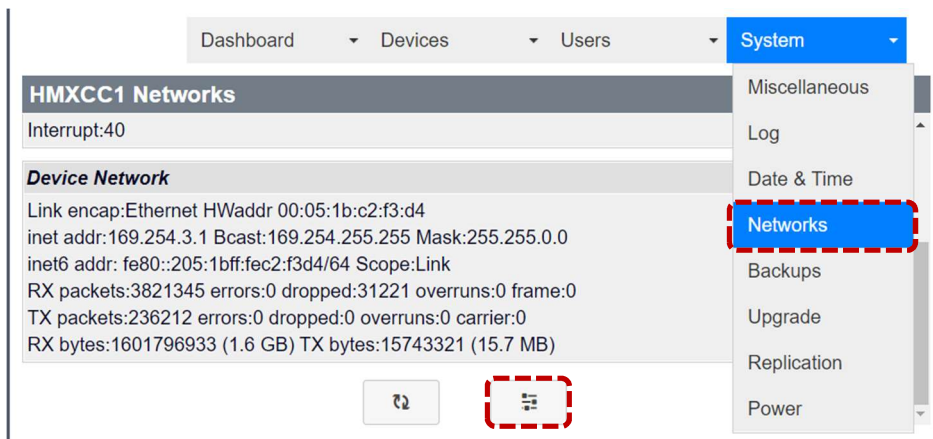 Dashboard Devices Users System
HMXCC1 Networks
Interrupt:40
Device Network
Link encap:Ethernet HWaddr 00:05:1b:c2:f3:d4
inet addr:169.254.3.1 Bcast:169.254.255.255 Mask:255.255.0.0
inet6 addr: fe80::205:1bff:fec2:f3d4/64 Scope:Link
RX packets:3821345 errors:0 dropped:31221 overruns:0 frame:0
TX packets:236212 errors:0 dropped:0 overruns:0 carrier:0
RX bytes:1601796933 (1.6 GB) TX bytes:15743321 (15.7 MB)
Miscellaneous
Log
Date & Time
Networks
Backups
Upgrade
Replication
Power